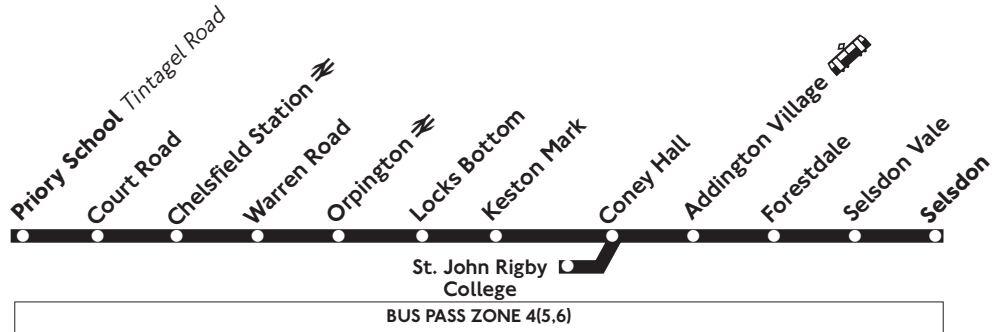 Priory School Tintagel Road
Court Road
Chelsfield Station
Warren Road
Orpington
Locks Bottom
Keston Mark
Coney Hall
Addington Village
Forestdale
Selsdon Vale
Selsdon
St. John Rigby
College
BUS PASS ZONE 4(5,6)